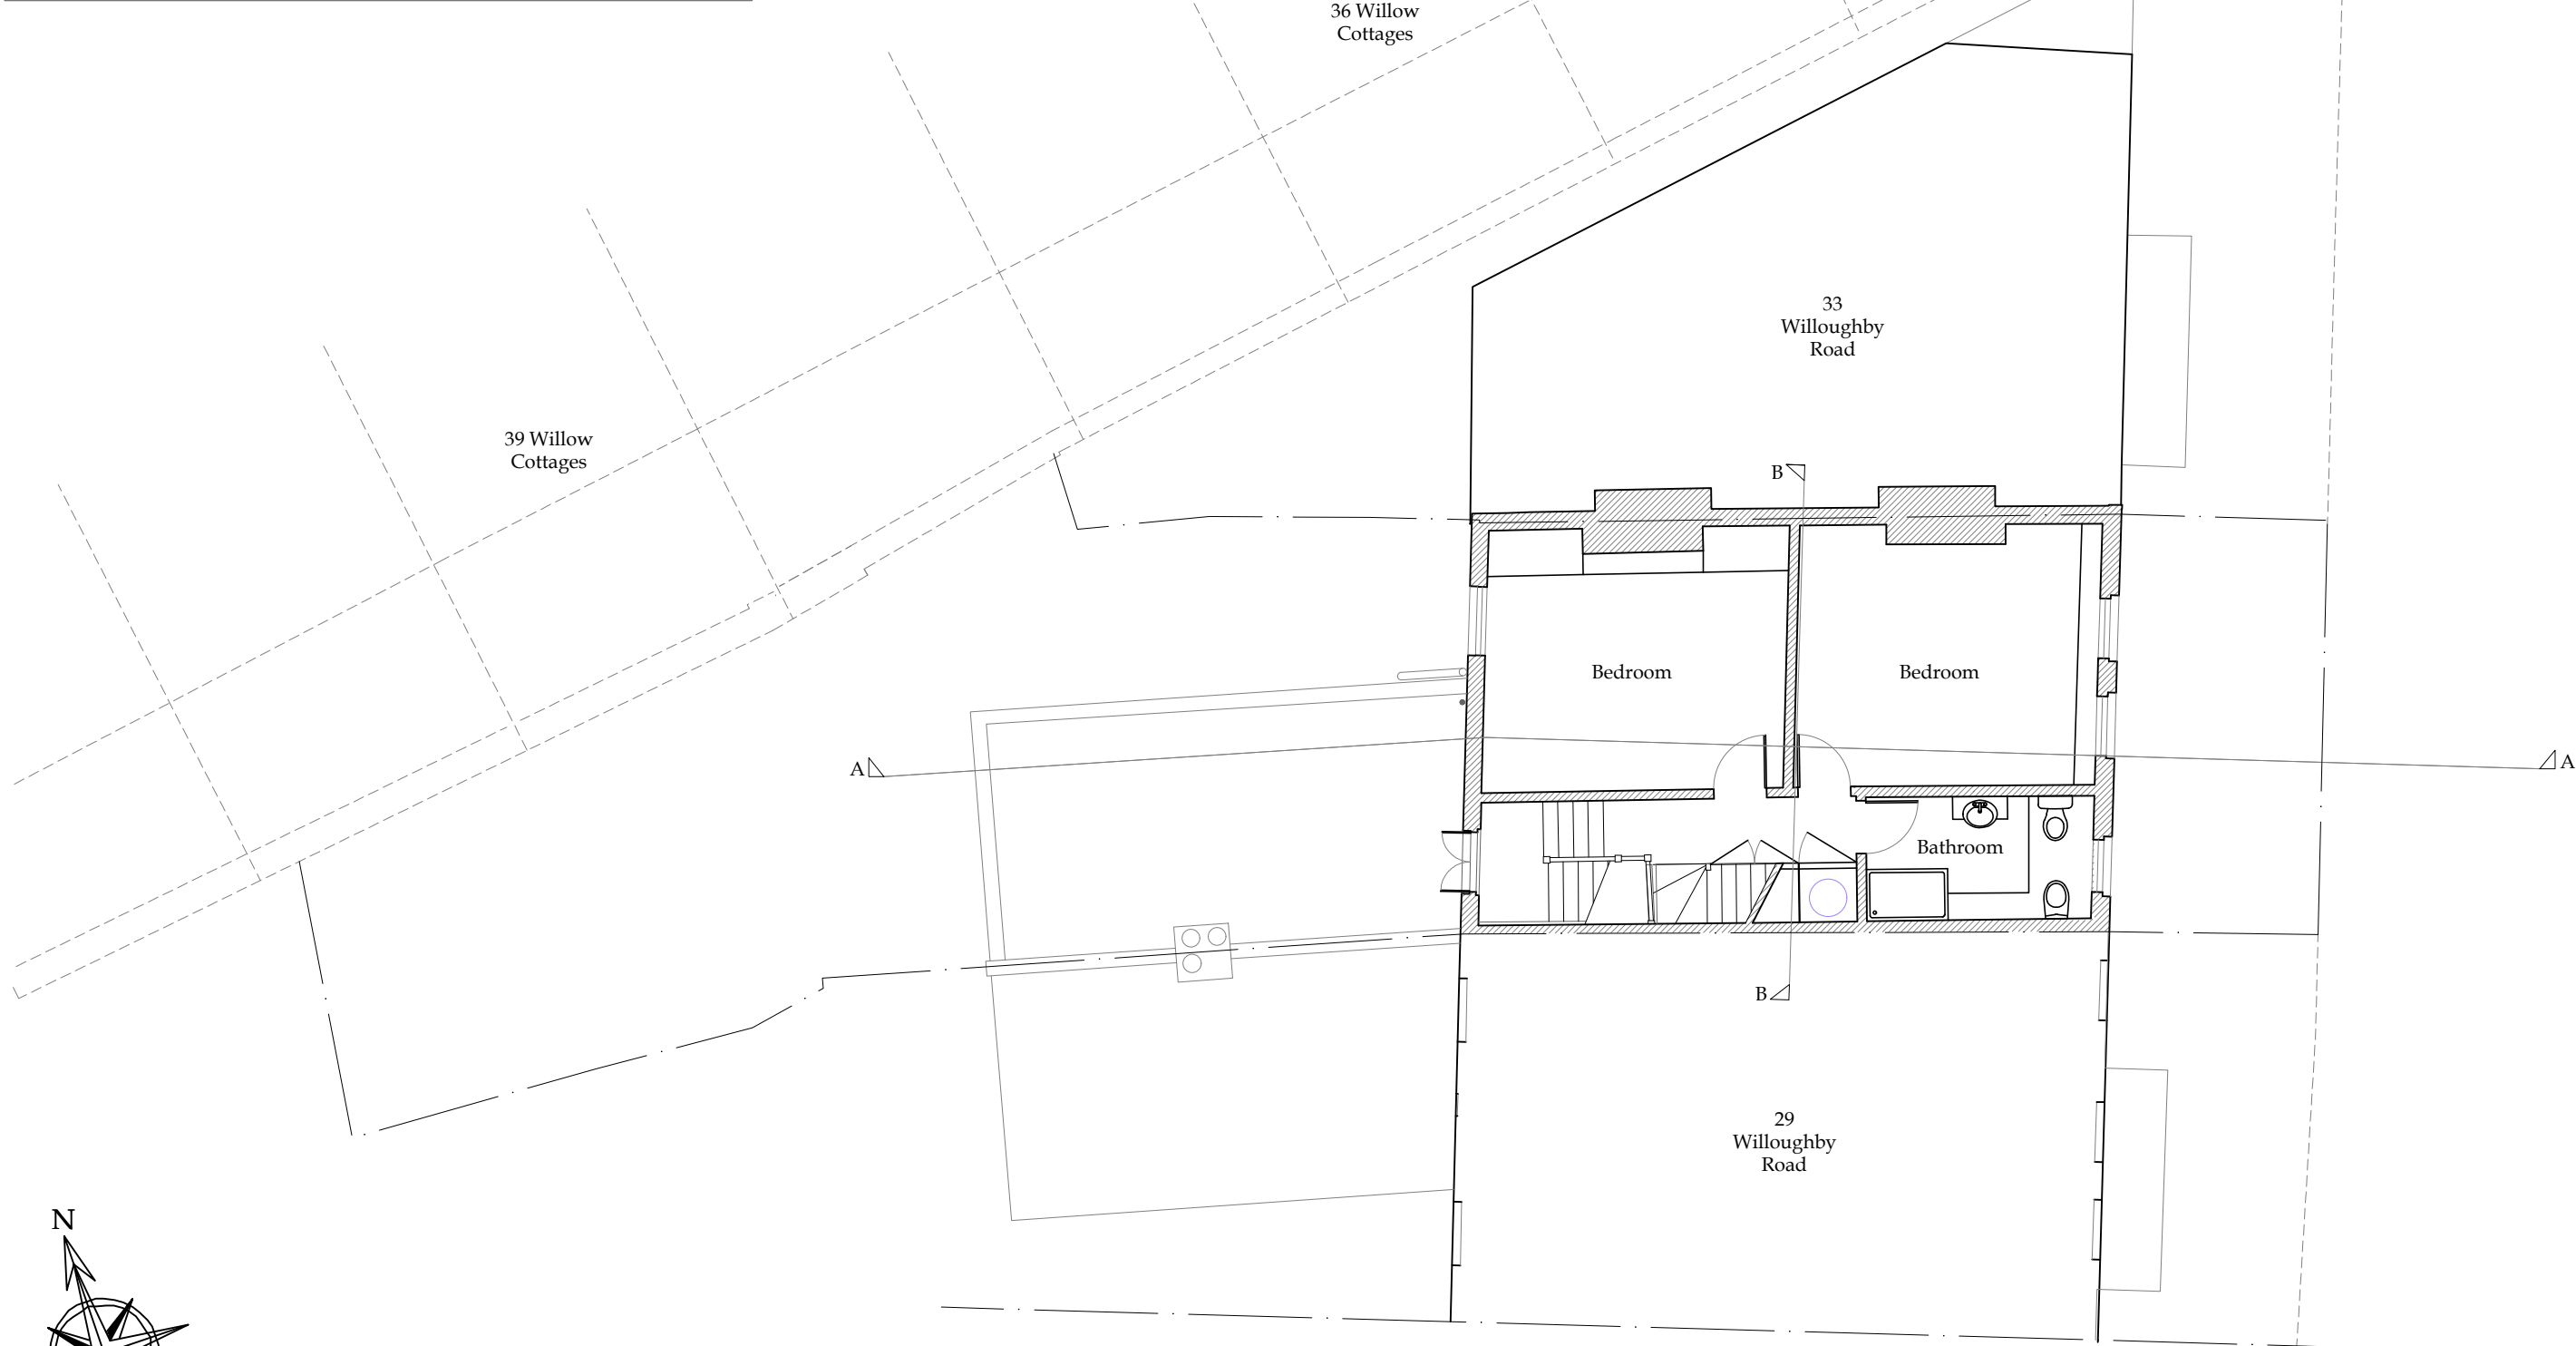 36 Willow
Cottages
33
Willoughby
Road
39 Willow
Cottages
B
Bedroom
Bedroom
A
A
Bathroom
B
29
Willoughby
Road
N